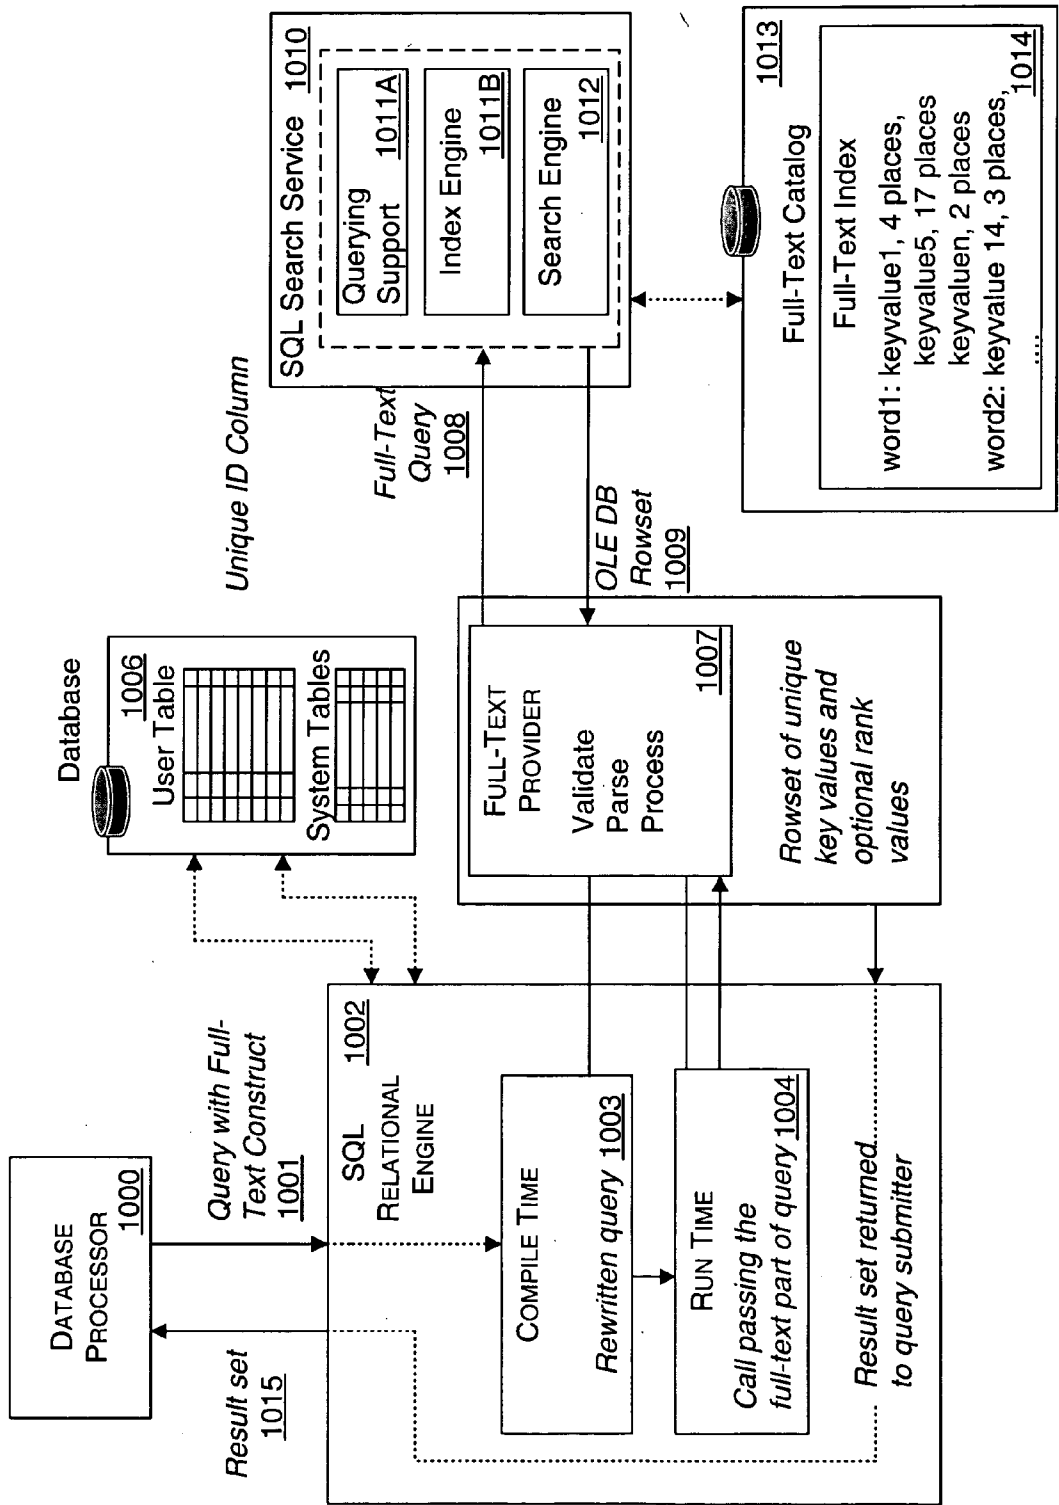 DATABASE
PROCESSOR
1000
Result set
1015
Query with Full-
Text Construct
1001
SQL
RELATIONAL
ENGINE
1002
COMPILE TIME
Rewritten query 1003
RUN TIME
Call passing the
full-text part of query 1004
Result set returned
to query submitter
Database
1006
User Table
System Tables
FULL-TEXT
PROVIDER
Validate
Parse
Process
1007
Rowset of unique
key values and
optional rank
values
Unique ID Column
Full-Text
Query
1008
OLE DB
Rowset
1009
SQL Search Service 1010
Querying
Support 1011A
Index Engine
1011B
Search Engine
1012
Full-Text Catalog 1013
Full-Text Index
word1: keyvalue1, 4 places,
keyvalue5, 17 places
keyvaluen, 2 places
word2: keyvalue 14, 3 places,
.... 1014